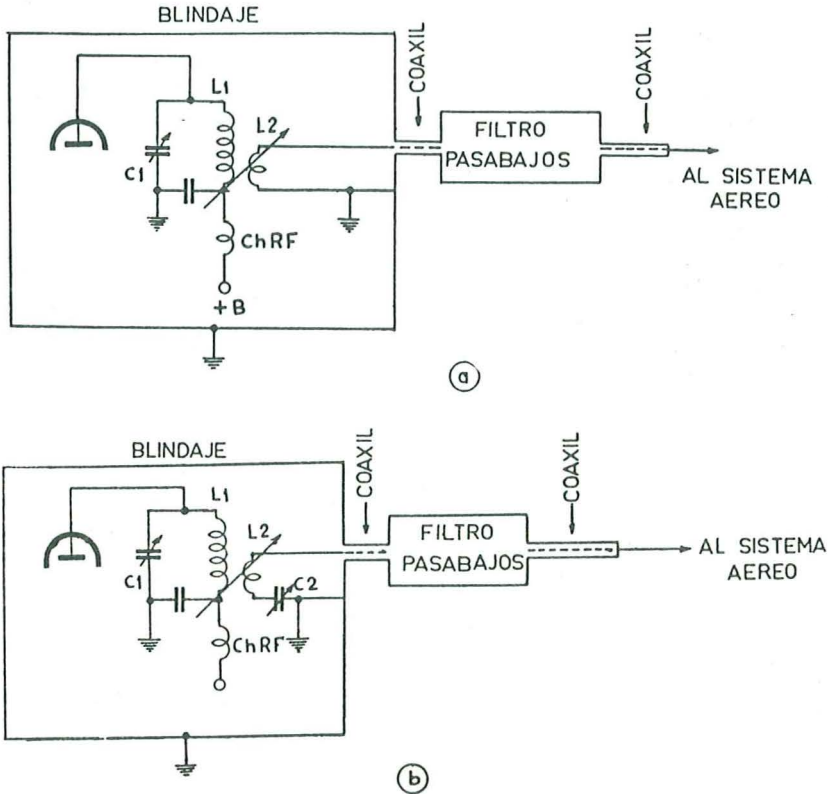 BLINDAJE
COAXIL
COAXIL
L1
L2
C1
FILTRO
PASABAJOS
AL SISTEMA
AEREO
ChRF
+B
a
BLINDAJE
COAXIL
COAXIL
L1
L2
C1
C2
FILTRO
PASABAJOS
AL SISTEMA
AEREO
ChRF
b